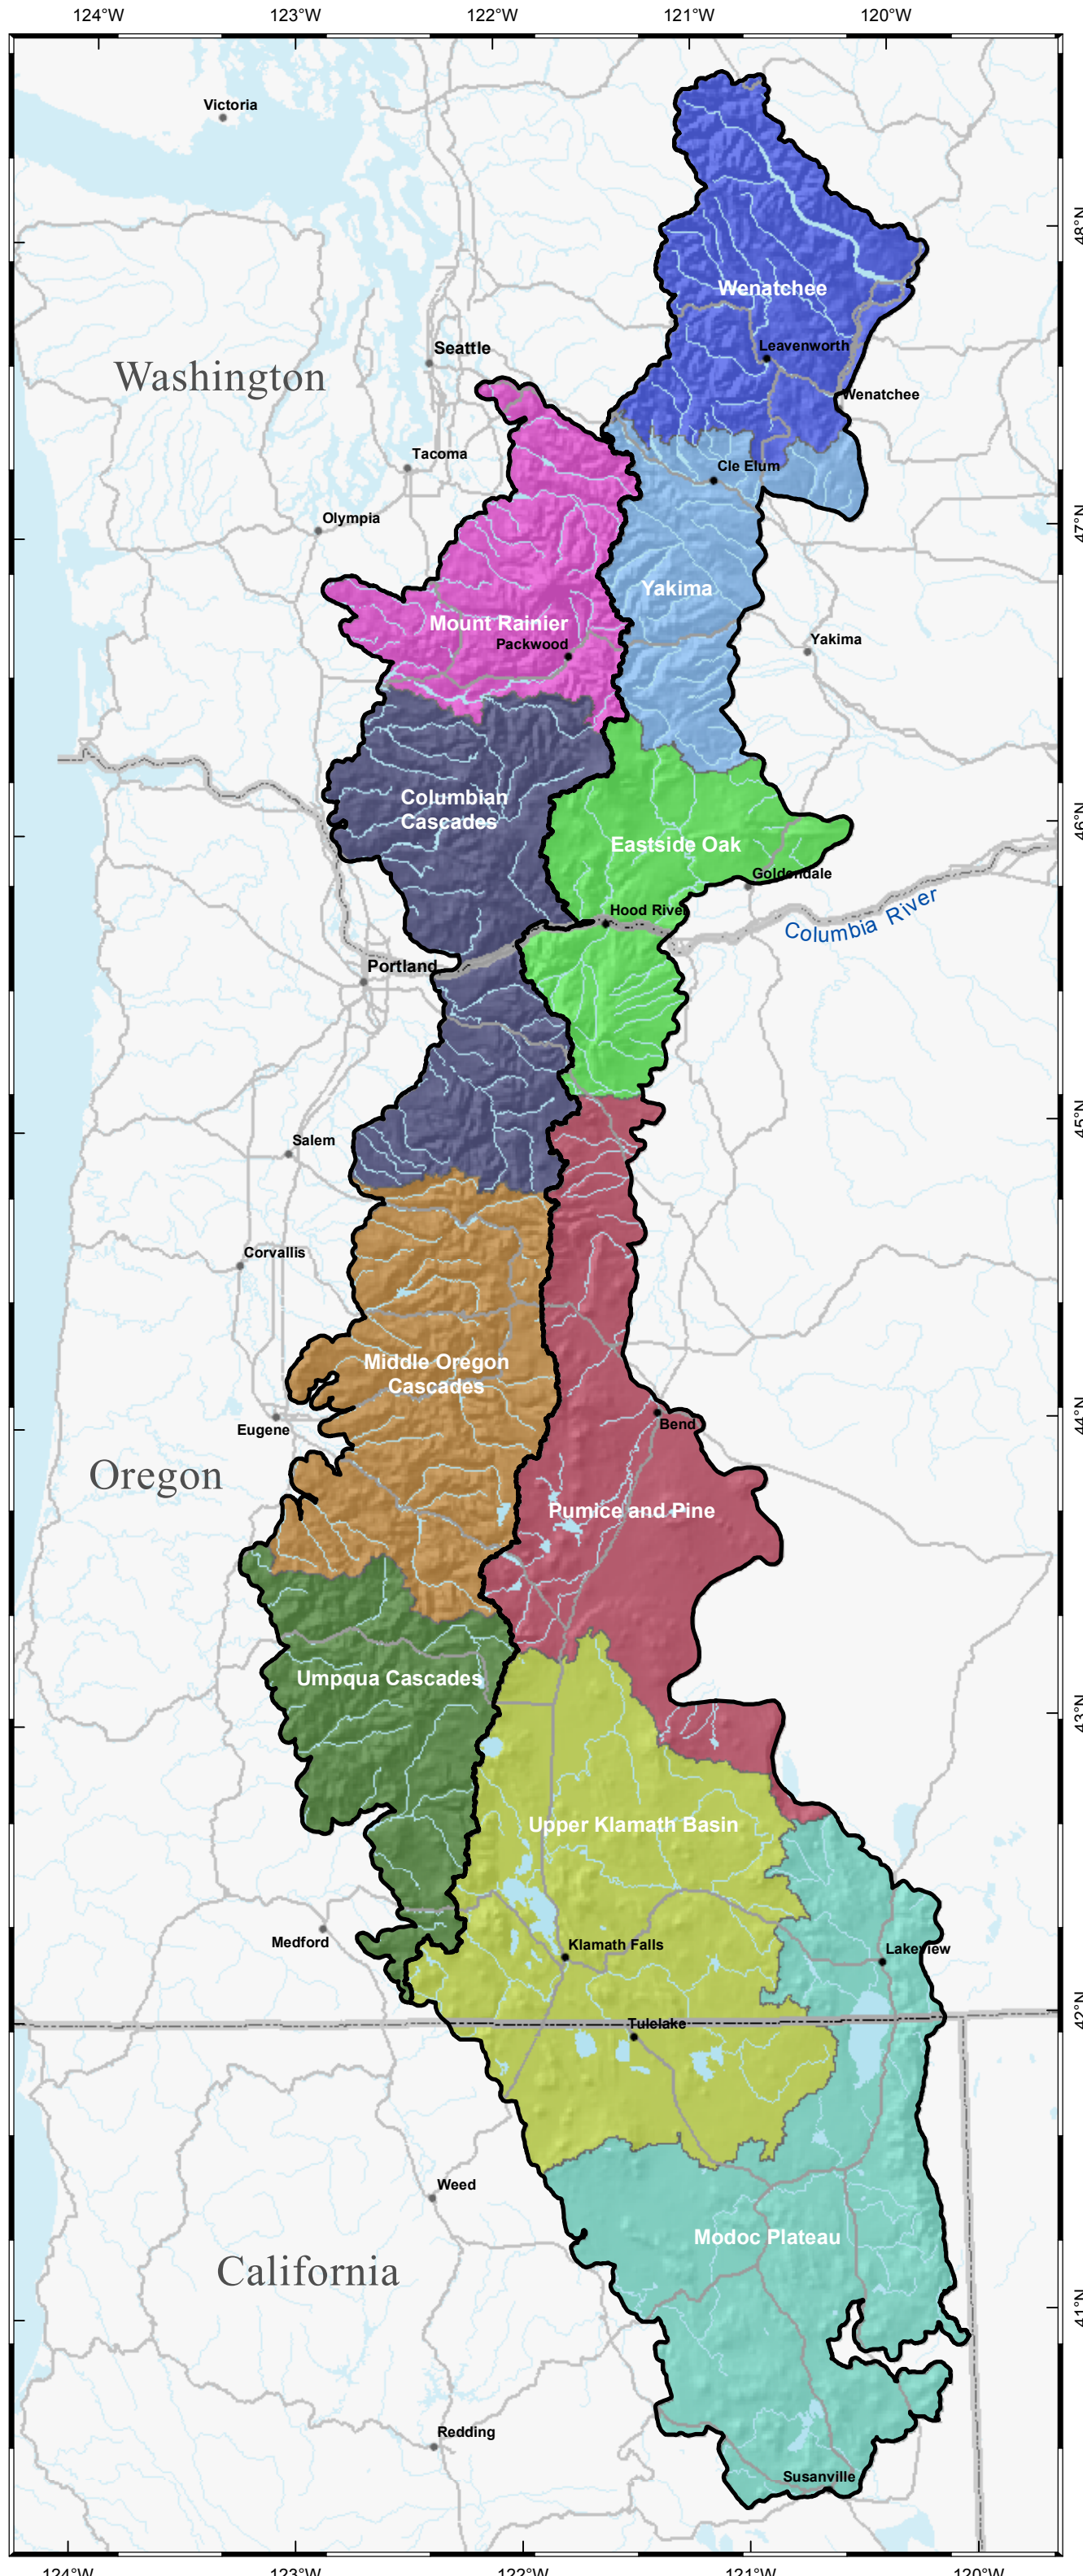 124°W 123°W 122°W 121°W 120°W
Victoria
48°N
Wenatchee
Seattle
Leavenworth
Washington
Wenatchee
Tacoma
Cle Elum
Olympia
47°N
Yakima
Mount Rainier
Packwood
Yakima
Columbian
Cascades
46°N
Eastside Oak
Goldendale
Hood River
Columbia River
Portland
45°N
Salem
Corvallis
Middle Oregon
Cascades
44°N
Bend
Eugene
Oregon
Pumice and Pine
Umpqua Cascades
43°N
Upper Klamath Basin
Medford
Klamath Falls
Lakeview
42°N
Tulelake
Weed
Modoc Plateau
California
41°N
Redding
Susanville
124°W 123°W 122°W 121°W 120°W